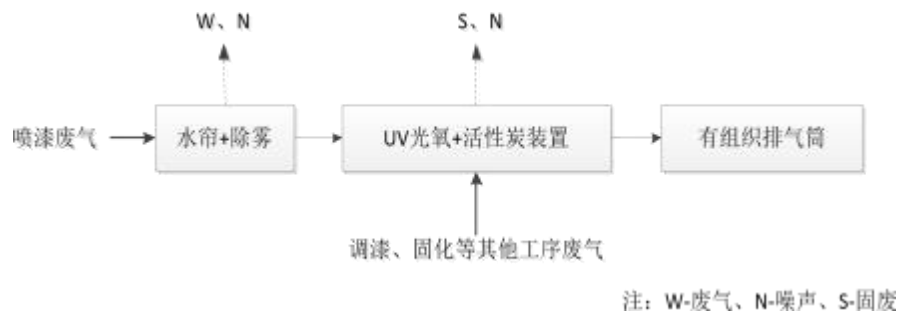 W、N
S、N
喷漆废气
水帘+除雾
UV光氧+活性炭装置
有组织排气筒
调漆、固化等其他工序废气
注：W-废气、N-噪声、S-固废